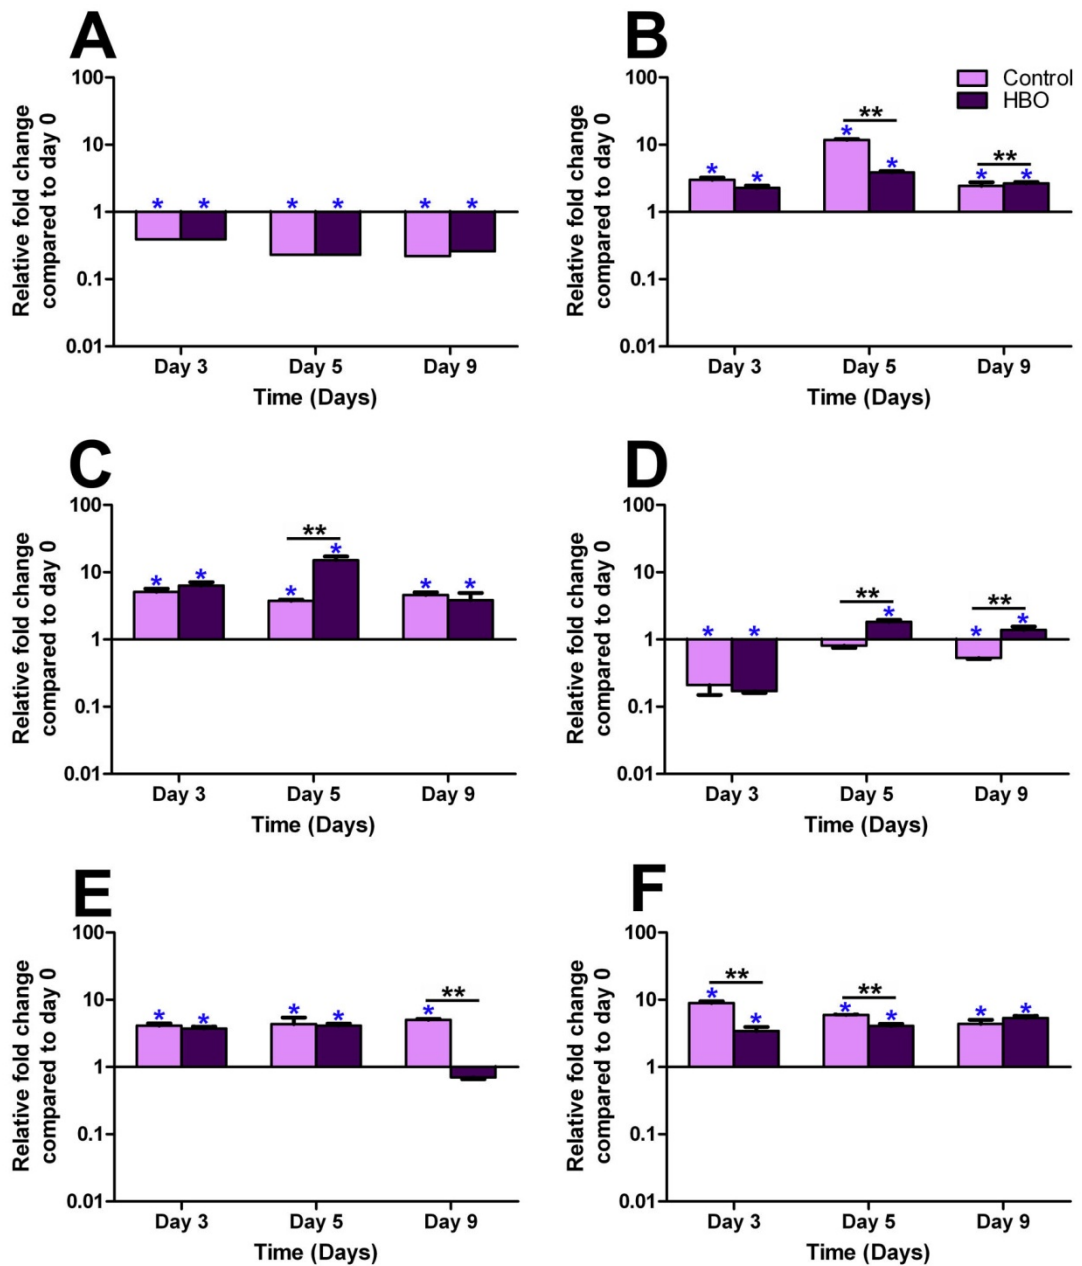 A
Relative fold change
compared to day 0
100
10
1
0.1
0.01
* * * * * *
Day 3 Day 5 Day 9
Time (Days)
B
Control
HBO
Relative fold change
compared to day 0
100
10
1
0.1
0.01
** **
* * * * * *
Day 3 Day 5 Day 9
Time (Days)
C
Relative fold change
compared to day 0
100
10
1
0.1
0.01
**
* * * * * *
Day 3 Day 5 Day 9
Time (Days)
D
Relative fold change
compared to day 0
100
10
1
0.1
0.01
** **
* * * * *
Day 3 Day 5 Day 9
Time (Days)
E
Relative fold change
compared to day 0
100
10
1
0.1
0.01
**
* * * * *
Day 3 Day 5 Day 9
Time (Days)
F
Relative fold change
compared to day 0
100
10
1
0.1
0.01
** **
* * * * * *
Day 3 Day 5 Day 9
Time (Days)